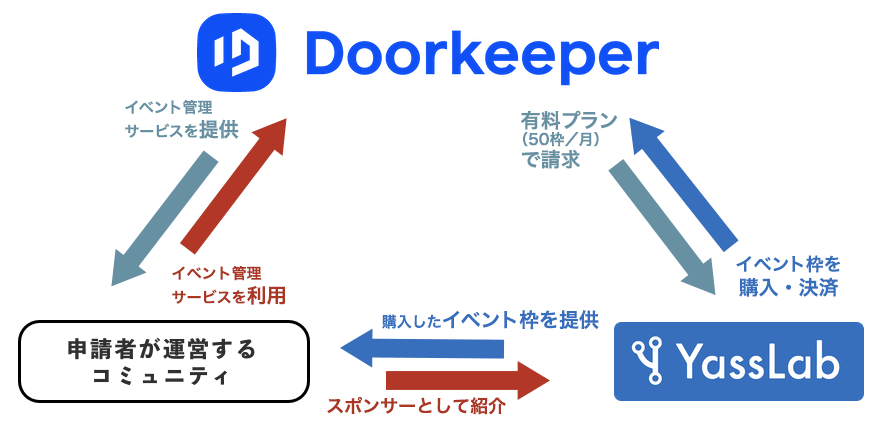 Doorkeeper
イベント管理
サービスを提供
有料プラン
（50枠／月）
で請求
イベント管理
サービスを利用
イベント枠を
購入・決済
購入したイベント枠を提供
申請者が運営する
コミュニティ
YassLab
スポンサーとして紹介